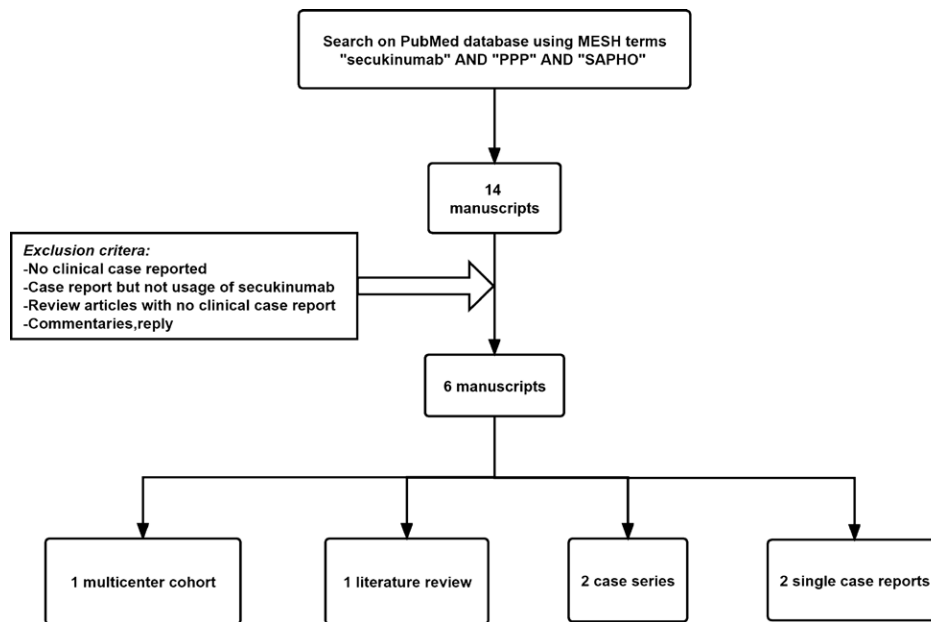 Search on PubMed database using MESH terms
"secukinumab" AND "PPP" AND "SAPHO"
14
manuscripts
Exclusion critera:
-No clinical case reported
-Case report but not usage of secukinumab
-Review articles with no clinical case report
-Commentaries,reply
6 manuscripts
1 multicenter cohort
1 literature review
2 case series
2 single case reports